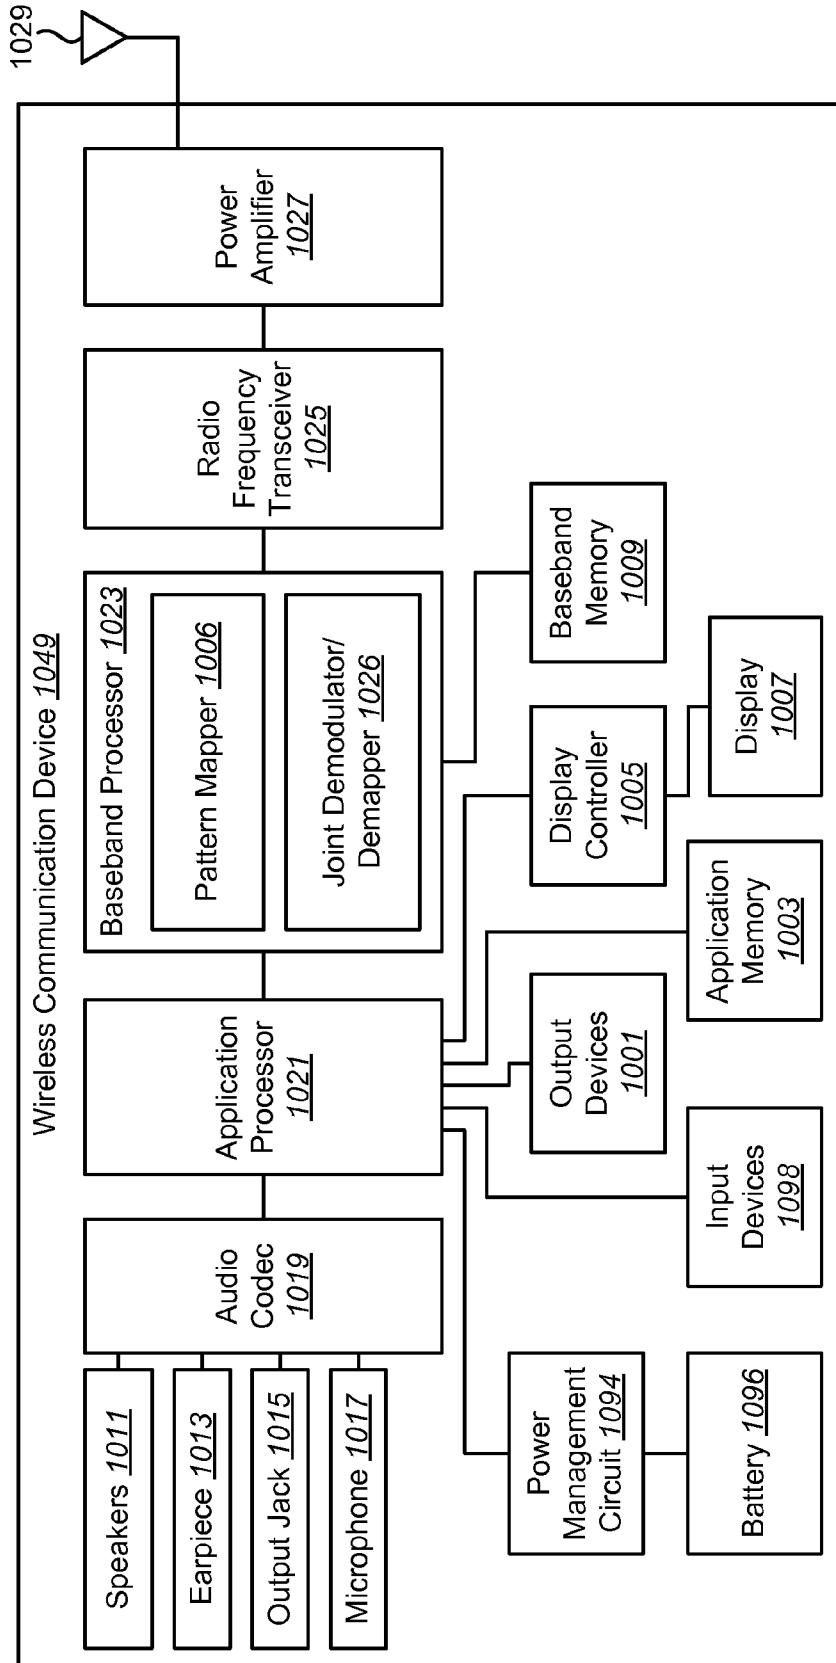 Wireless Communication Device 1049
1029
Speakers 1011
Earpiece 1013
Output Jack 1015
Microphone 1017
Audio
Codec
1019
Application
Processor
1021
Baseband Processor 1023
Pattern Mapper 1006
Joint Demodulator/
Demapper 1026
Radio
Frequency
Transceiver
1025
Power
Amplifier
1027
Power
Management
Circuit 1094
Battery 1096
Input
Devices
1098
Output
Devices
1001
Application
Memory
1003
Display
Controller
1005
Display
1007
Baseband
Memory
1009